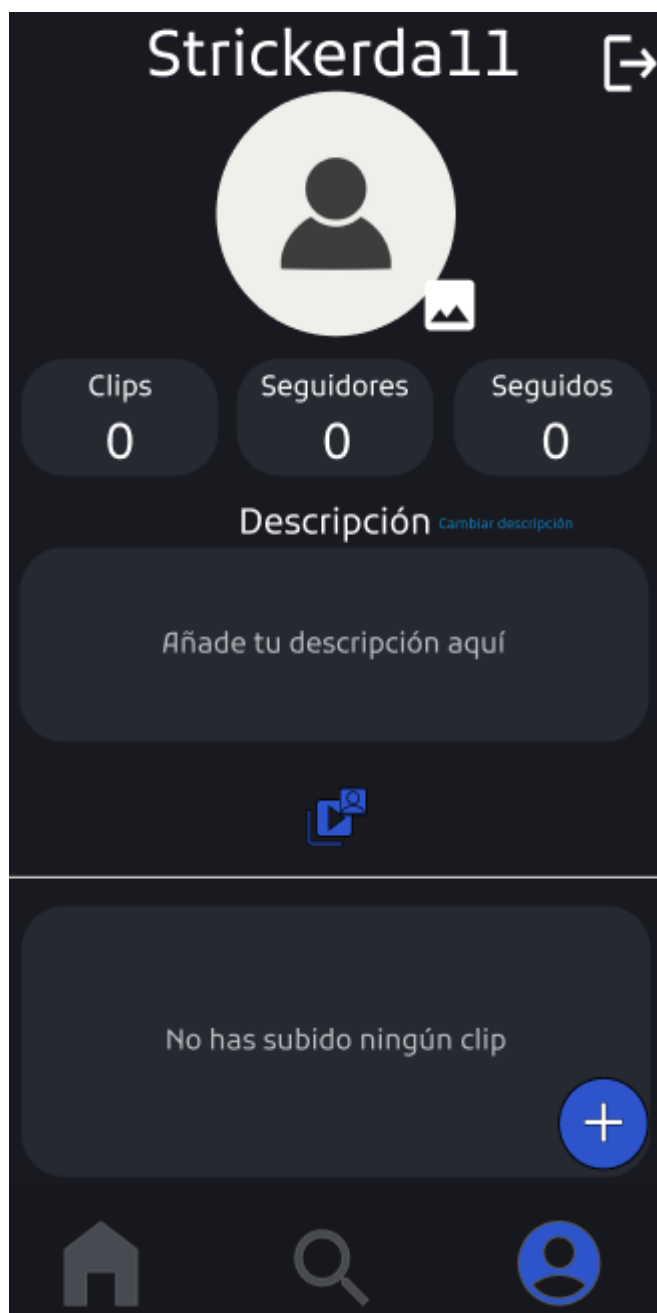 Strickerda11
Clips
0
Seguidores
0
Seguidos
0
Descripción Cambiar descripción
Añade tu descripción aquí
No has subido ningún clip